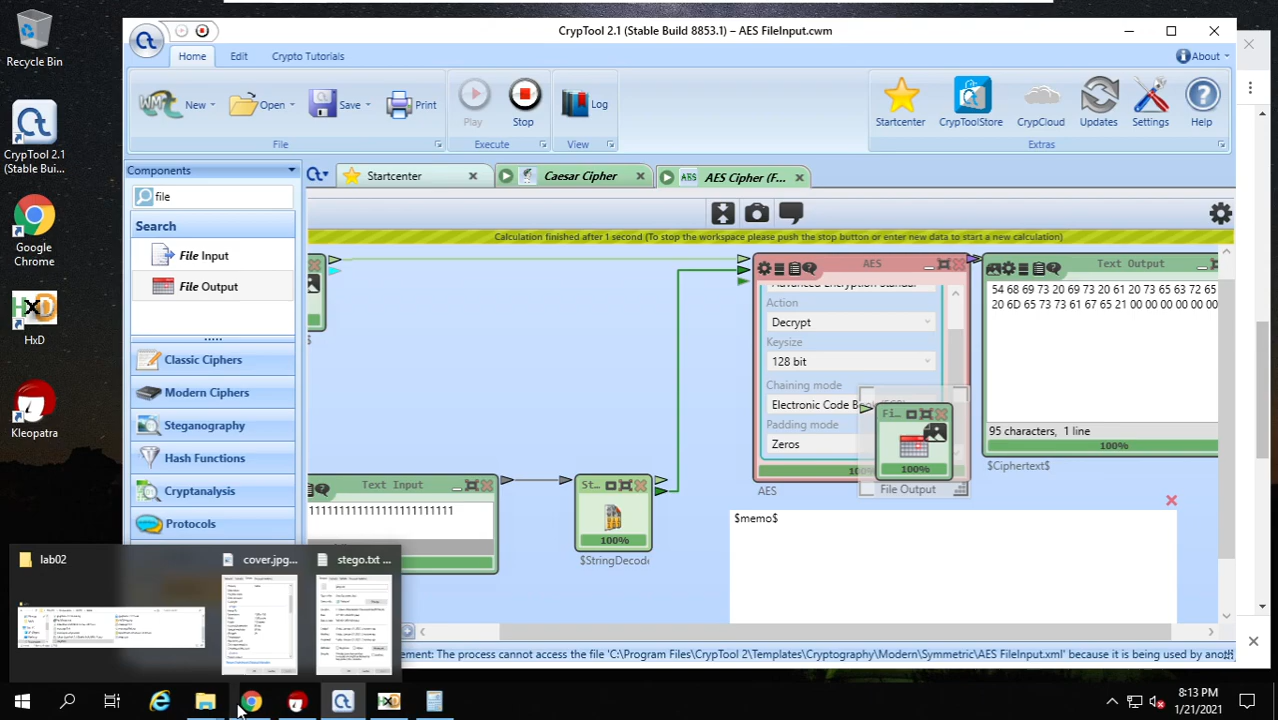 Recycle Bin
CrypTool 2.1
(Stable Bui...
Google
Chrome
HxD
Kleopatra
CrypTool 2.1 (Stable Build 8853.1) – AES FileInput.cwm
Home
Edit
Crypto Tutorials
About
New
Open
Save
Print
Play
Stop
Log
Startcenter
CrypToolStore
CrypCloud
Updates
Settings
Help
File
Execute
View
Extras
Components
file
Search
File Input
File Output
Classic Ciphers
Modern Ciphers
Steganography
Hash Functions
Cryptanalysis
Protocols
Startcenter
Caesar Cipher
AES
AES Cipher (F...
Calculation finished after 1 second (To stop the workspace please push the stop button or enter new data to start a new calculation)
AES
Action
Decrypt
Keysize
128 bit
Chaining mode
Electronic Code B
Padding mode
Zeros
100%
AES
Fi...
100%
File Output
Text Output
54 68 69 73 20 69 73 20 61 20 73 65 63 72 65
20 6D 65 73 73 61 67 65 21 00 00 00 00 00 00
95 characters, 1 line
100%
$Ciphertext$
Text Input
11111111111111111111111
St...
100%
$StringDecode
$memo$
ement: The process cannot access the file 'C:\Program Files\CrypTool 2\Templates\Cryptography\Modern\Symmetric\AES FileInput.xml' because it is being used by anot
lab02
cover.jpg...
stego.txt ...
8:13 PM
1/21/2021